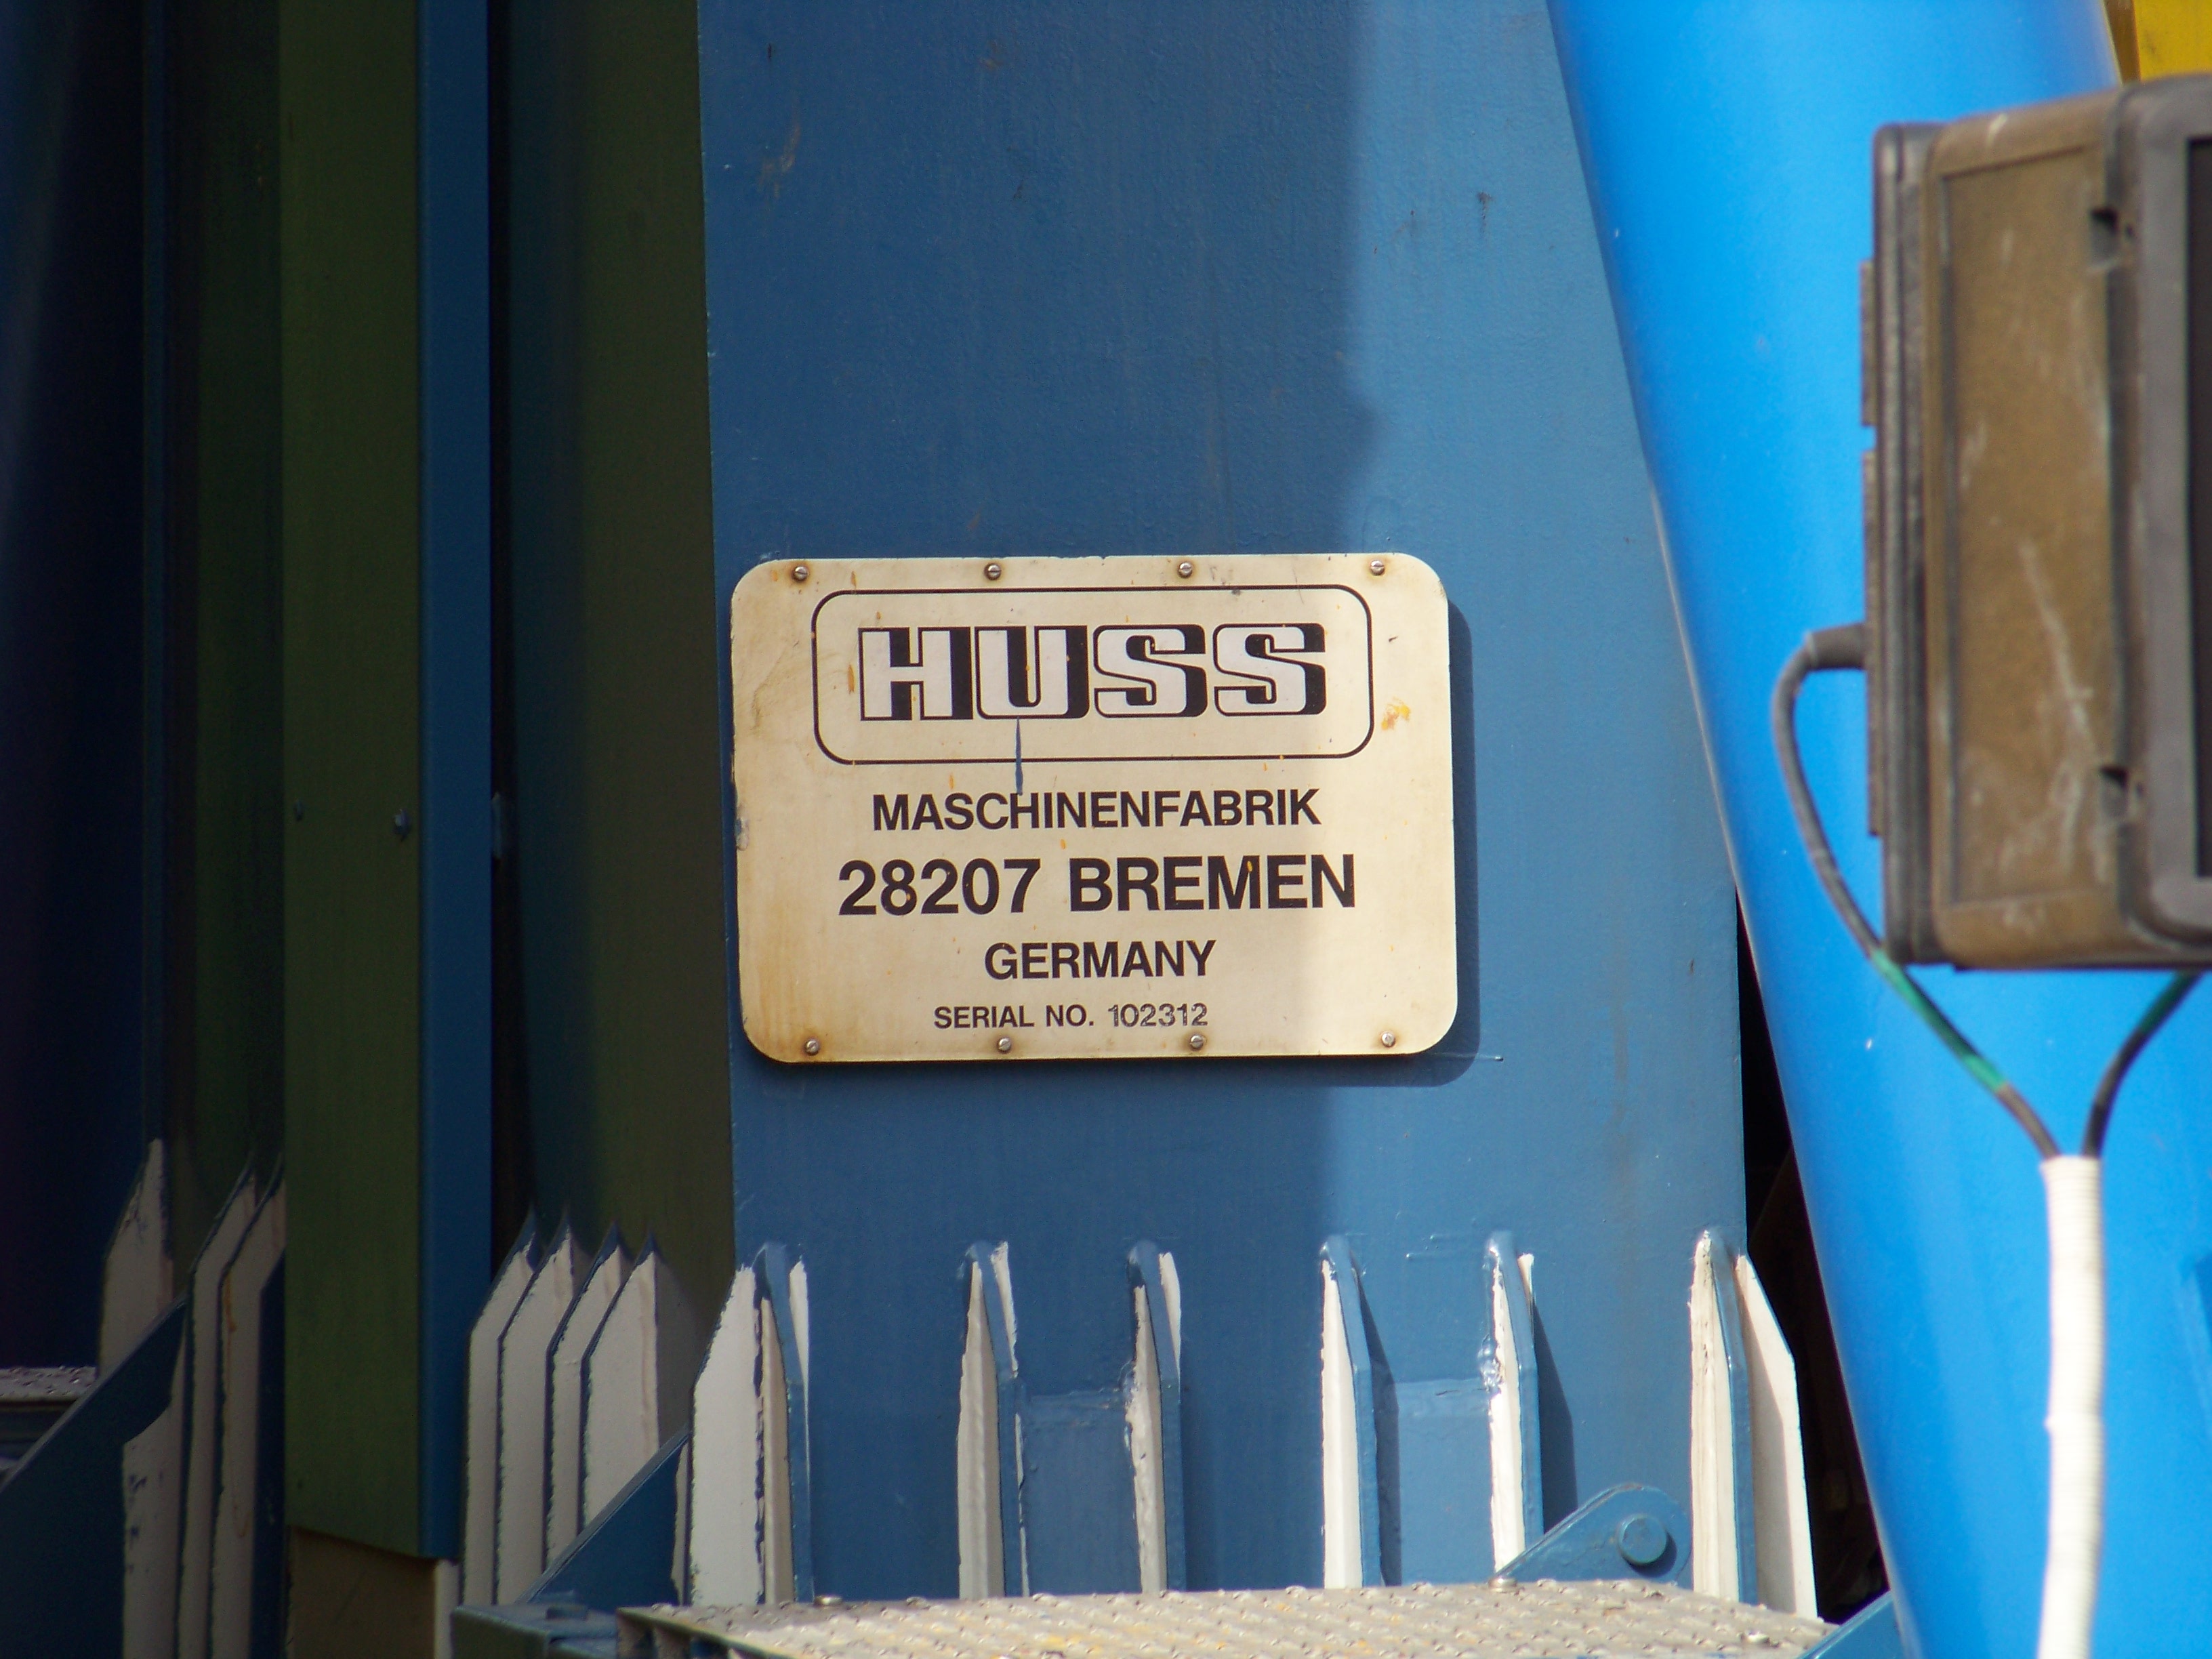 HUSS
MASCHINENFABRIK
28207 BREMEN
GERMANY
SERIAL NO. 102312